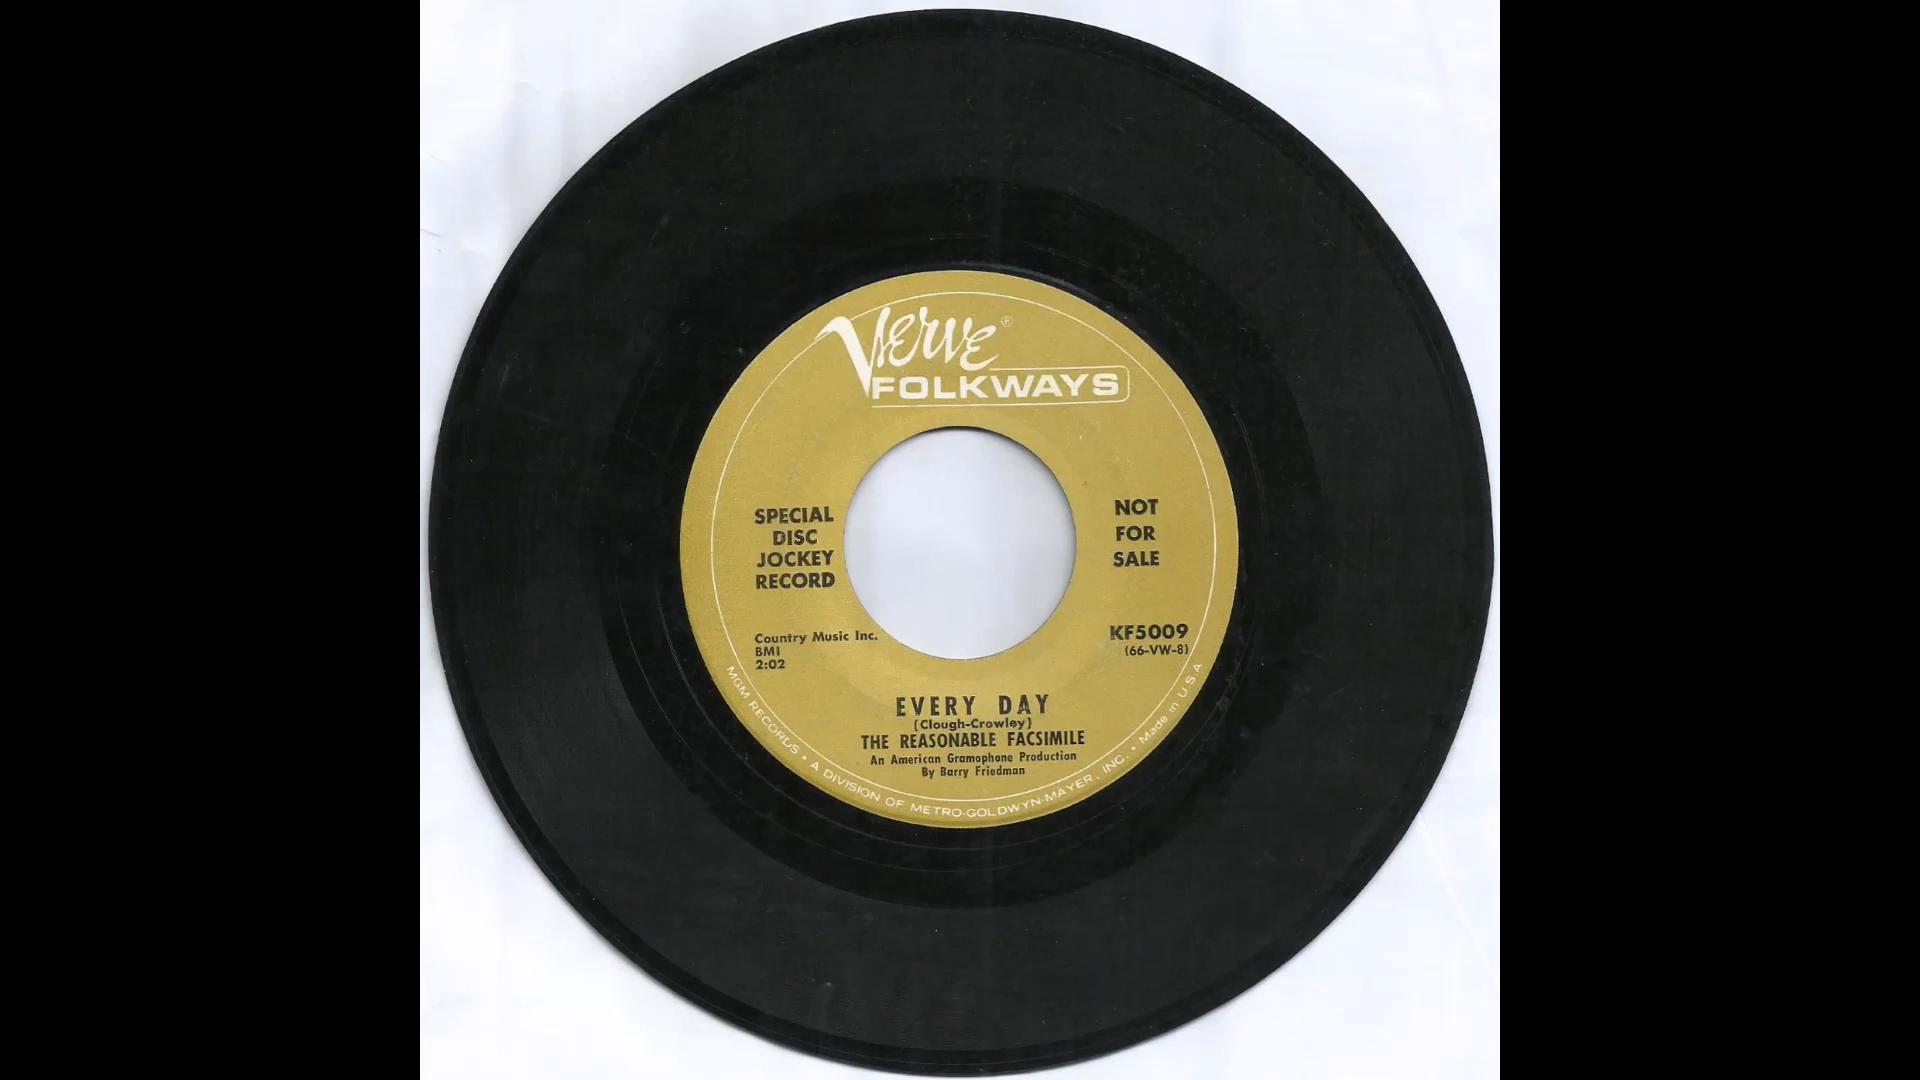 Verve®
FOLKWAYS
SPECIAL
DISC
JOCKEY
RECORD
NOT
FOR
SALE
Country Music Inc.
BMI
2:02
KF5009
(66-VW-8)
EVERY DAY
(Clough-Crowley)
THE REASONABLE FACSIMILE
An American Gramophone Production
By Barry Friedman
MGM RECORDS • A DIVISION OF METRO-GOLDWYN-MAYER, INC. • Made in U.S.A